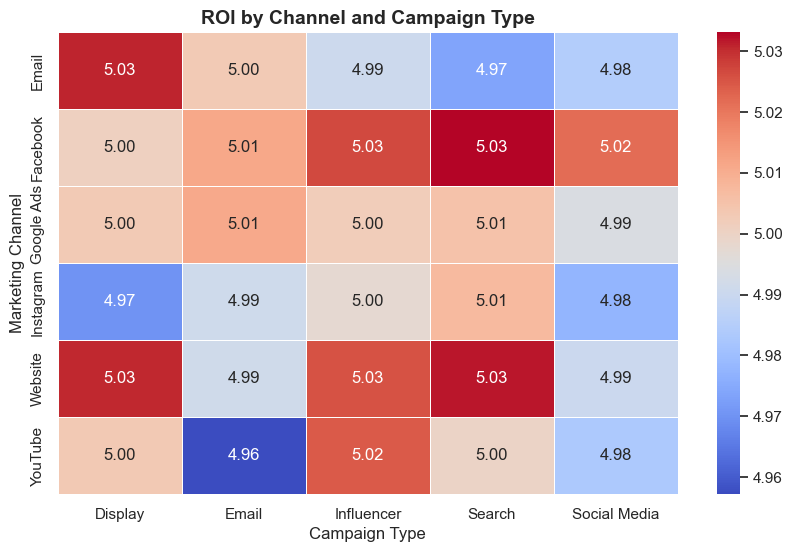 ROI by Channel and Campaign Type
Marketing Channel
Email
5.03 5.00 4.99 4.97 4.98
Facebook
5.00 5.01 5.03 5.03 5.02
Google Ads
5.00 5.01 5.00 5.01 4.99
Instagram
4.97 4.99 5.00 5.01 4.98
Website
5.03 4.99 5.03 5.03 4.99
YouTube
5.00 4.96 5.02 5.00 4.98
Display Email Influencer Search Social Media
Campaign Type
5.03
5.02
5.01
5.00
4.99
4.98
4.97
4.96